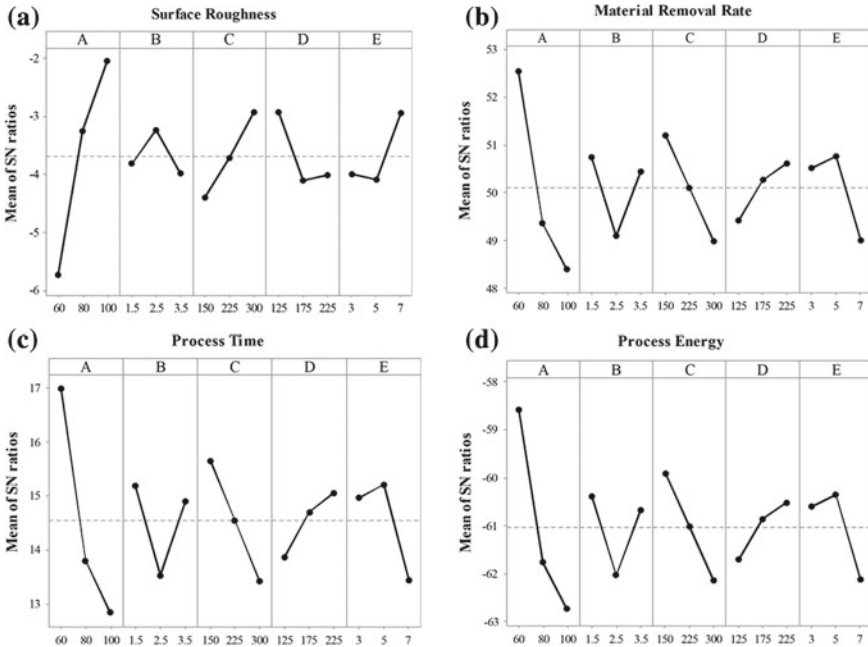 (a)
Surface Roughness
A B C D E
Mean of SN ratios
-2
-3
-4
-5
-6
60 80 100 1.5 2.5 3.5 150 225 300 125 175 225 3 5 7
(b)
Material Removal Rate
A B C D E
Mean of SN ratios
53
52
51
50
49
48
60 80 100 1.5 2.5 3.5 150 225 300 125 175 225 3 5 7
(c)
Process Time
A B C D E
Mean of SN ratios
17
16
15
14
13
60 80 100 1.5 2.5 3.5 150 225 300 125 175 225 3 5 7
(d)
Process Energy
A B C D E
Mean of SN ratios
-58
-59
-60
-61
-62
-63
60 80 100 1.5 2.5 3.5 150 225 300 125 175 225 3 5 7